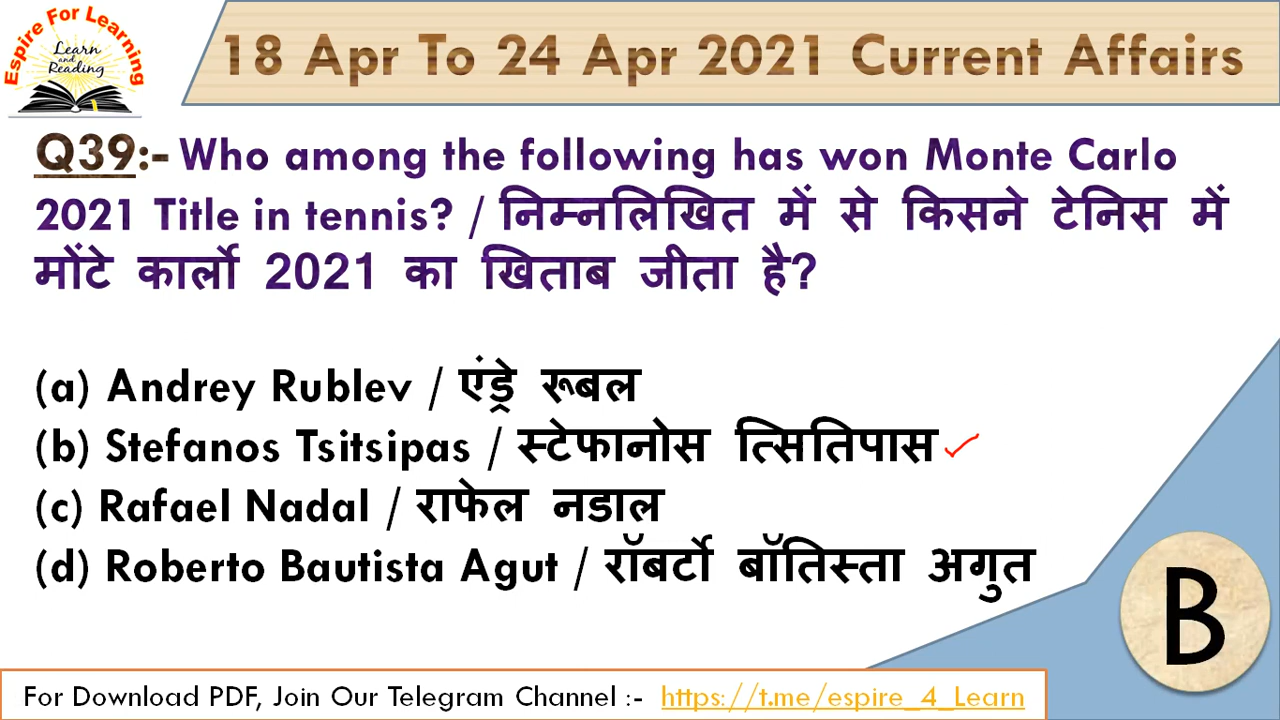 Espire For Learning
Learn
and
Reading
18 Apr To 24 Apr 2021 Current Affairs
Q39:- Who among the following has won Monte Carlo
2021 Title in tennis? / निम्नलिखित में से किसने टेनिस में
मोंटे कार्लो 2021 का खिताब जीता है?
(a) Andrey Rublev / एंड्रे रूबल
(b) Stefanos Tsitsipas / स्टेफानोस त्सितिपास
(c) Rafael Nadal / राफेल नडाल
(d) Roberto Bautista Agut / रॉबर्टो बॉतिस्ता अगुत
B
For Download PDF, Join Our Telegram Channel :- https://t.me/espire_4_Learn